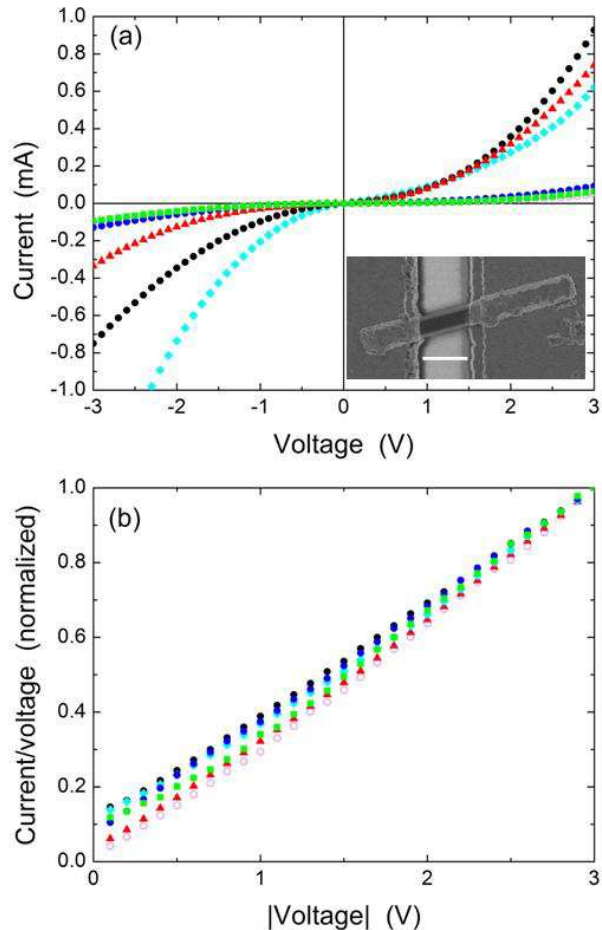 (a)
Current (mA)
1.0
0.8
0.6
0.4
0.2
0.0
-0.2
-0.4
-0.6
-0.8
-1.0
-3 -2 -1 0 1 2 3
Voltage (V)
(b)
Current/voltage (normalized)
1.0
0.8
0.6
0.4
0.2
0.0
0 1 2 3
|Voltage| (V)